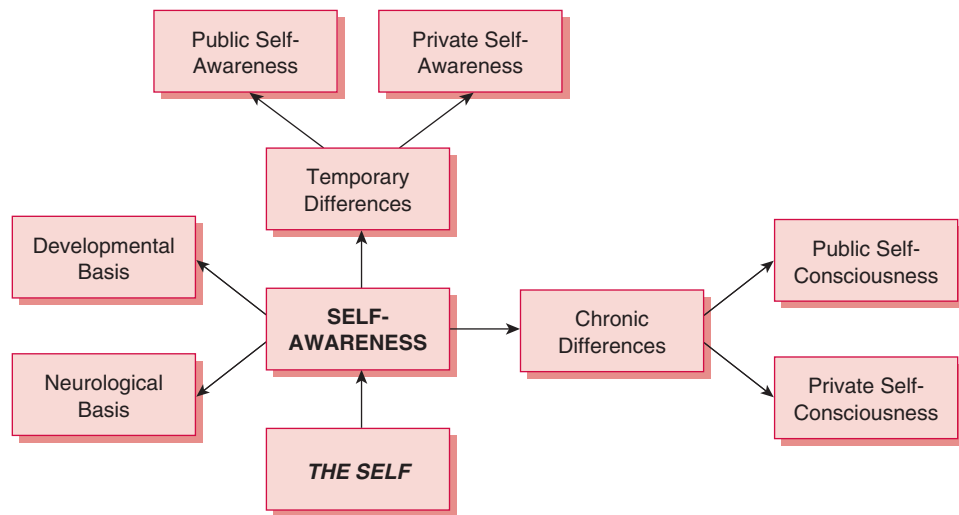 Public Self-
Awareness
Private Self-
Awareness
Temporary
Differences
Developmental
Basis
Public Self-
Consciousness
SELF-
AWARENESS
Chronic
Differences
Neurological
Basis
Private Self-
Consciousness
THE SELF